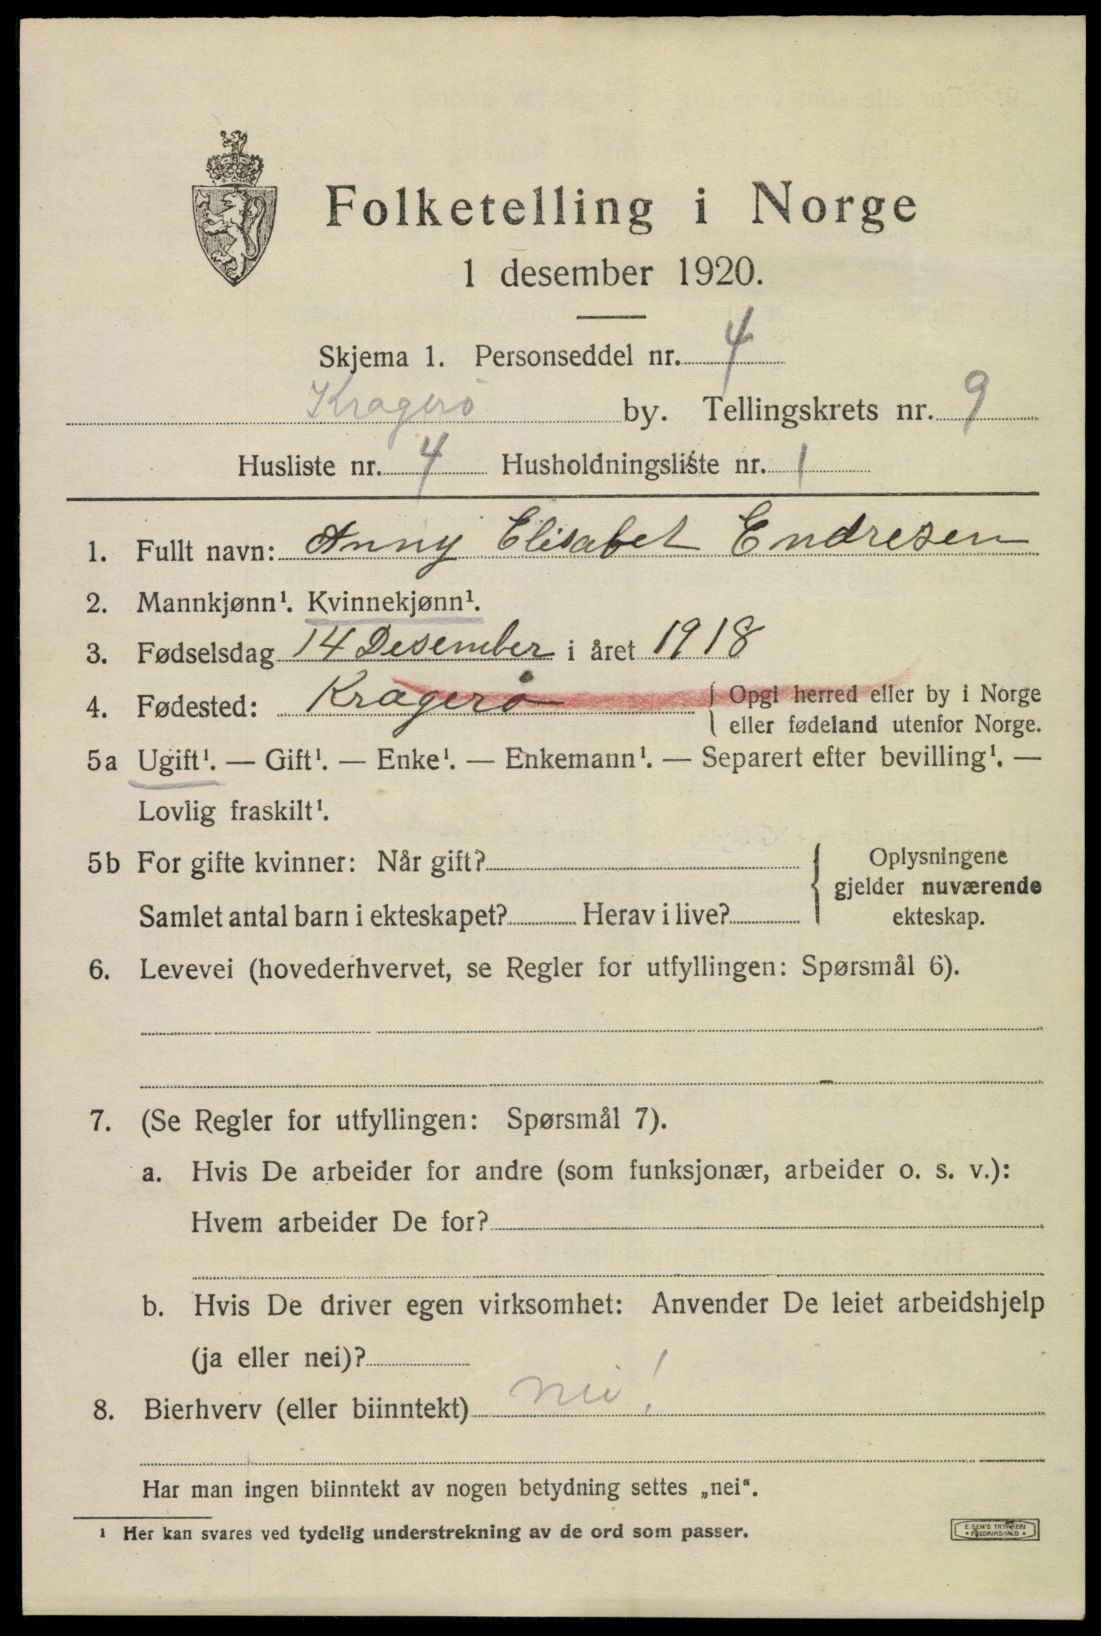 Folketelling i Norge
1 desember 1920.
Skjema 1. Personseddel nr. 4
Kragerø by. Tellingskrets nr. 9
Husliste nr. 4 Husholdningsliste nr. 1
1. Fullt navn: Anny Elisabet Endresen
2. Mannkjønn¹. Kvinnekjønn¹.
3. Fødselsdag 14 Desember i året 1918
4. Fødested: Kragerø { Opgi herred eller by i Norge
eller fødeland utenfor Norge.
5a Ugift¹. — Gift¹. — Enke¹. — Enkemann¹. — Separert efter bevilling¹. —
Lovlig fraskilt¹.
5b For gifte kvinner: Når gift?
Samlet antal barn i ekteskapet? Herav i live?
{ Oplysningene
gjelder nuværende
ekteskap.
6. Levevei (hovederhvervet, se Regler for utfyllingen: Spørsmål 6).
7. (Se Regler for utfyllingen: Spørsmål 7).
a. Hvis De arbeider for andre (som funksjonær, arbeider o. s. v.):
Hvem arbeider De for?
b. Hvis De driver egen virksomhet: Anvender De leiet arbeidshjelp
(ja eller nei)?
8. Bierhverv (eller biinntekt) nei!
Har man ingen biinntekt av nogen betydning settes „nei“.
¹ Her kan svares ved tydelig understrekning av de ord som passer.
E. SEM'S TRYKKERI
• FREDRIKSHALD •